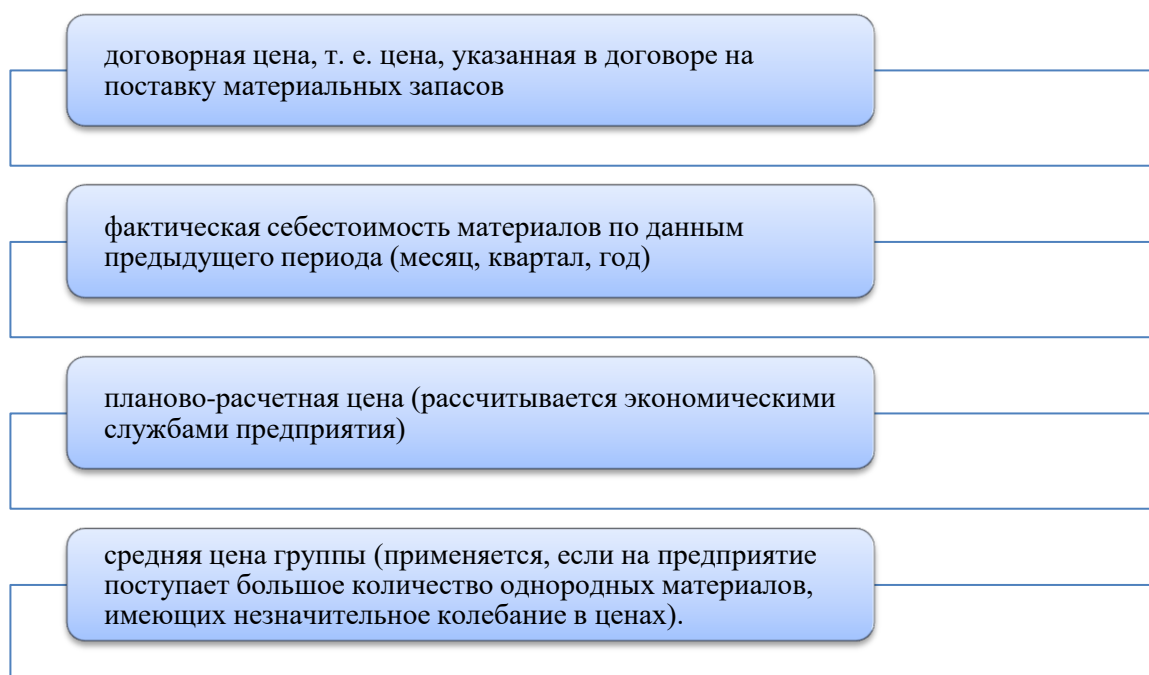 договорная цена, т. е. цена, указанная в договоре на
поставку материальных запасов
фактическая себестоимость материалов по данным
предыдущего периода (месяц, квартал, год)
планово-расчетная цена (рассчитывается экономическими
службами предприятия)
средняя цена группы (применяется, если на предприятие
поступает большое количество однородных материалов,
имеющих незначительное колебание в ценах).